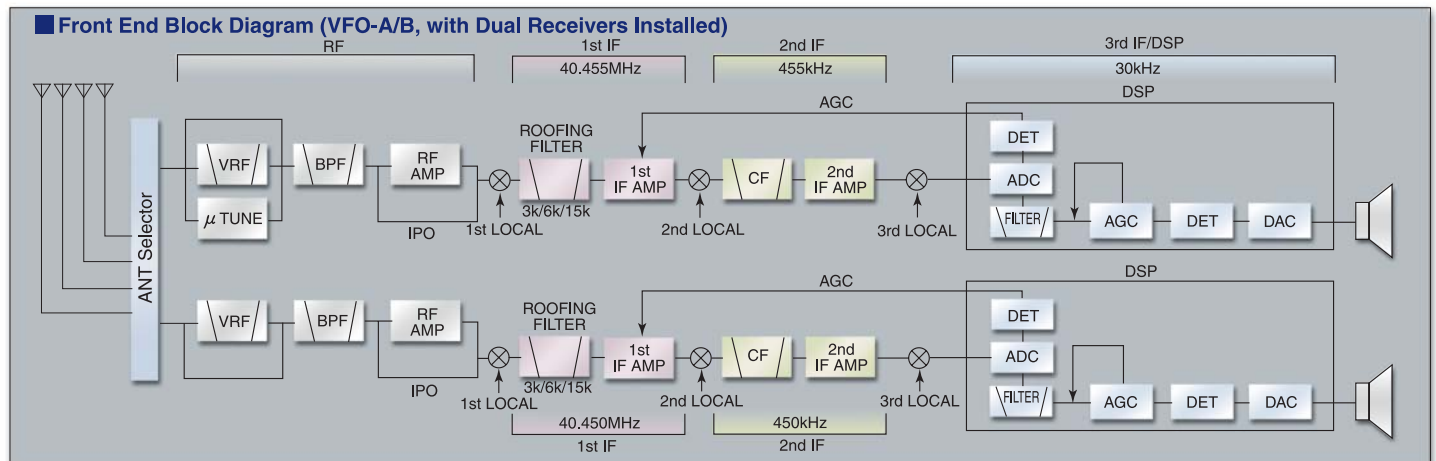 Front End Block Diagram (VFO-A/B, with Dual Receivers Installed)
RF
1st IF
2nd IF
3rd IF/DSP
40.455MHz
455kHz
30kHz
DSP
AGC
ANT Selector
VRF
μ TUNE
BPF
RF
AMP
IPO
1st LOCAL
ROOFING
FILTER
3k/6k/15k
1st
IF AMP
2nd LOCAL
CF
2nd
IF AMP
3rd LOCAL
DET
ADC
FILTER
AGC
DET
DAC
DSP
AGC
VRF
BPF
RF
AMP
IPO
1st LOCAL
ROOFING
FILTER
3k/6k/15k
1st
IF AMP
2nd LOCAL
CF
2nd
IF AMP
3rd LOCAL
DET
ADC
FILTER
AGC
DET
DAC
40.450MHz
450kHz
1st IF
2nd IF